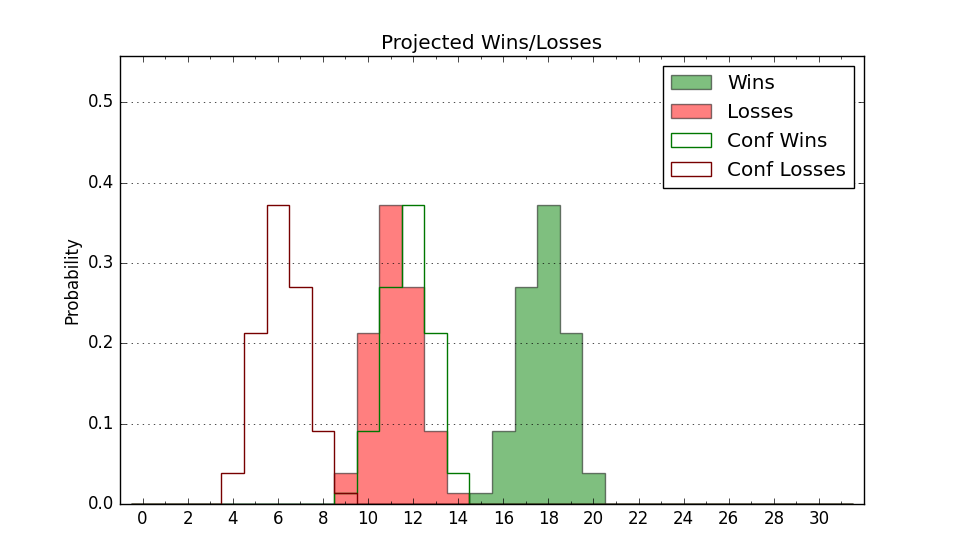 Projected Wins/Losses
Wins
Losses
Conf Wins
Conf Losses
Probability
0.5
0.4
0.3
0.2
0.1
0.0
0 2 4 6 8 10 12 14 16 18 20 22 24 26 28 30